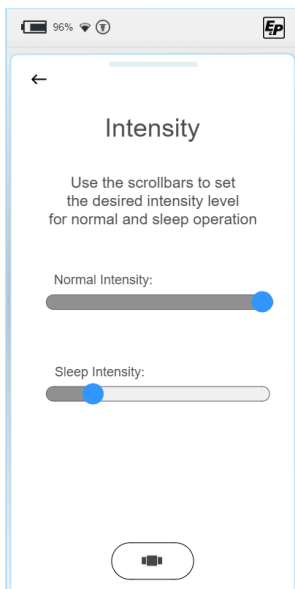 96%
EP
Intensity
Use the scrollbars to set
the desired intensity level
for normal and sleep operation
Normal Intensity:
Sleep Intensity: